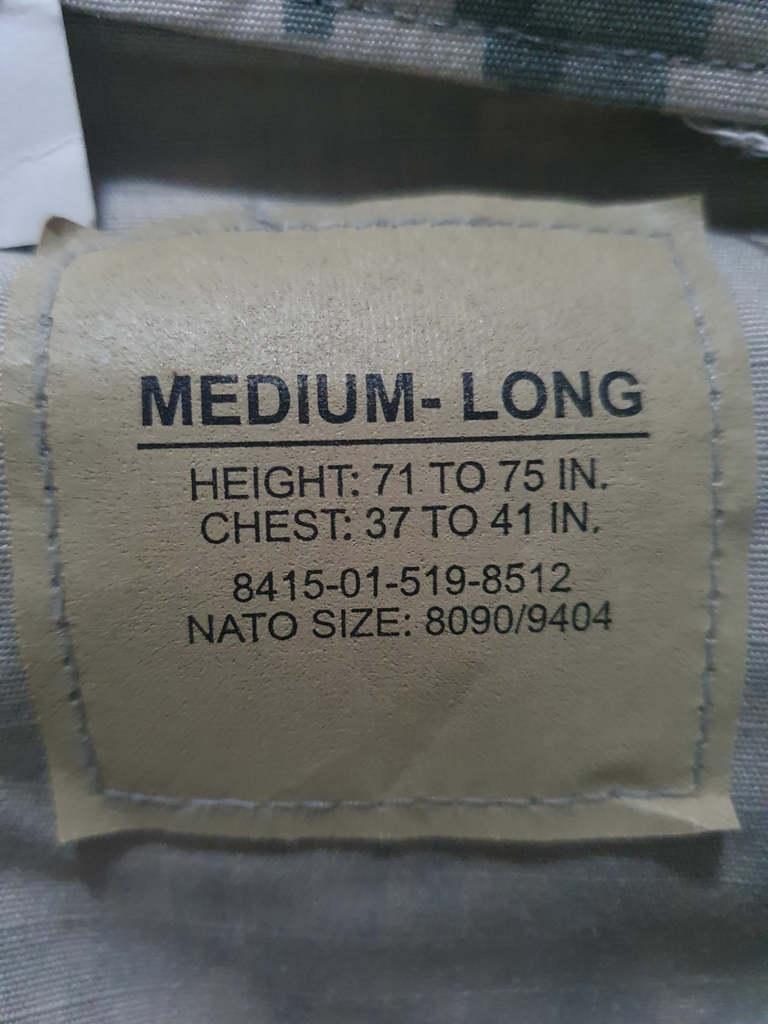 MEDIUM- LONG
HEIGHT: 71 TO 75 IN.
CHEST: 37 TO 41 IN.
8415-01-519-8512
NATO SIZE: 8090/9404